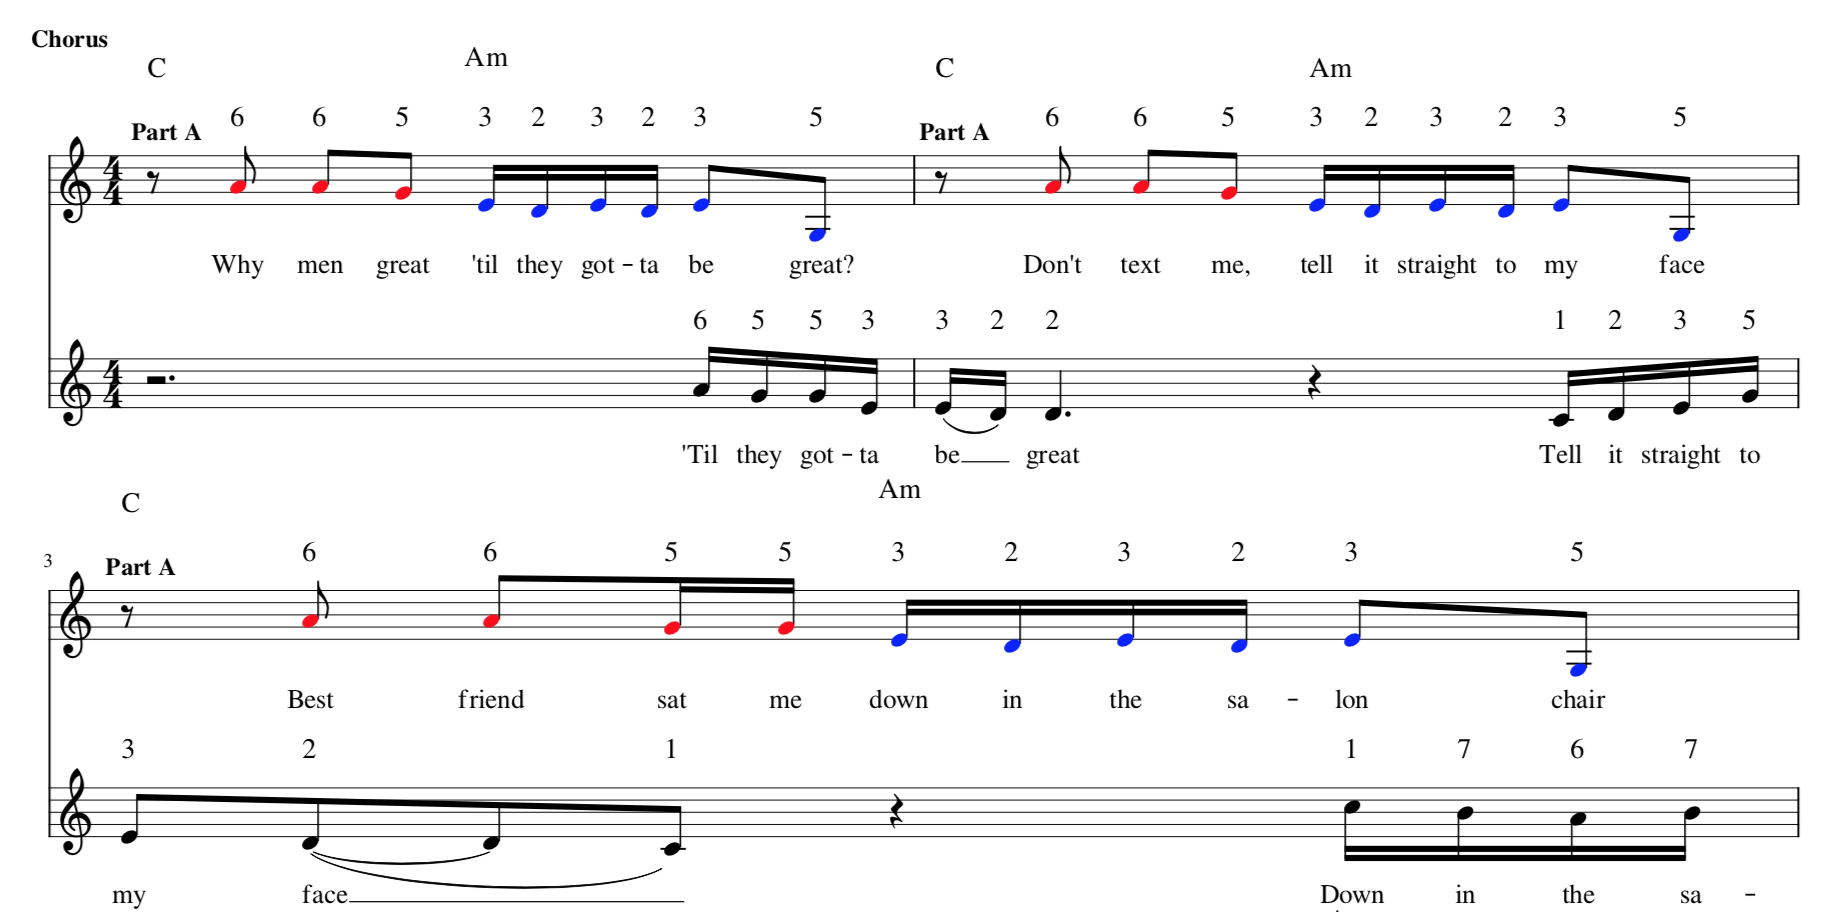 Chorus
C Am C Am
6 6 5 3 2 3 2 3 5 6 6 5 3 2 3 2 3 5
Part A Part A
4 4
Why men great 'til they got - ta be great? Don't text me, tell it straight to my face
6 5 5 3 3 2 2 1 2 3 5
4 4
'Til they got - ta be great Tell it straight to
C Am
3 6 6 5 5 3 2 3 2 3 5
Part A
Best friend sat me down in the sa - lon chair
3 2 1 1 7 6 7
my face Down in the sa -